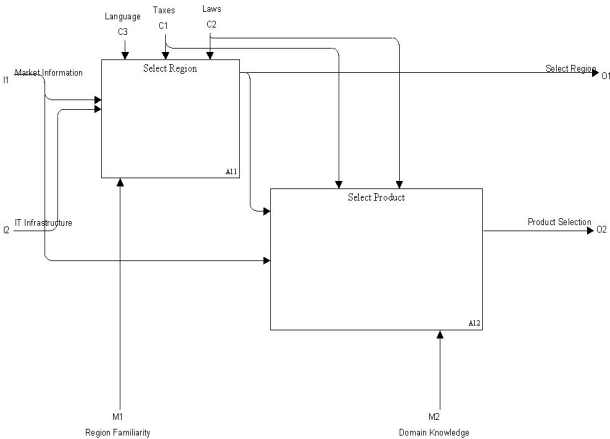 Language
C3
Taxes
C1
Laws
C2
Market Information
I1
Select Region
A11
Select Region
O1
IT Infrastructure
I2
Select Product
A12
Product Selection
O2
M1
Region Familiarity
M2
Domain Knowledge